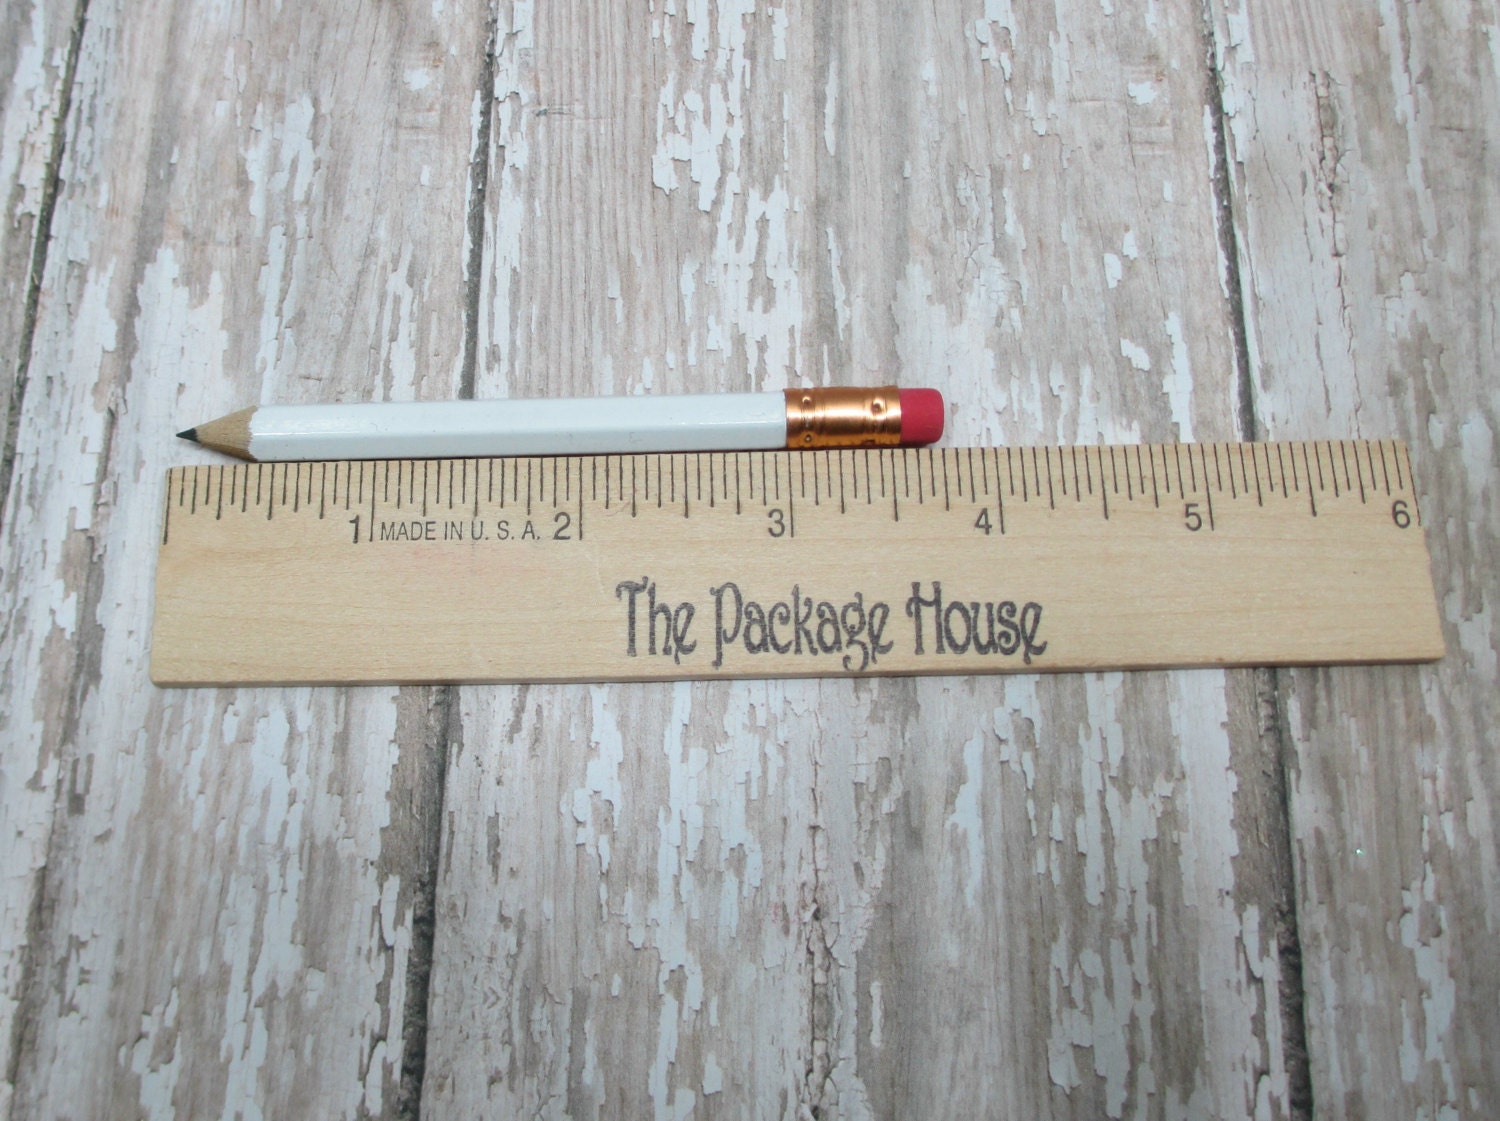 1 MADE IN U. S. A. 2 3 4 5 6
The Package House